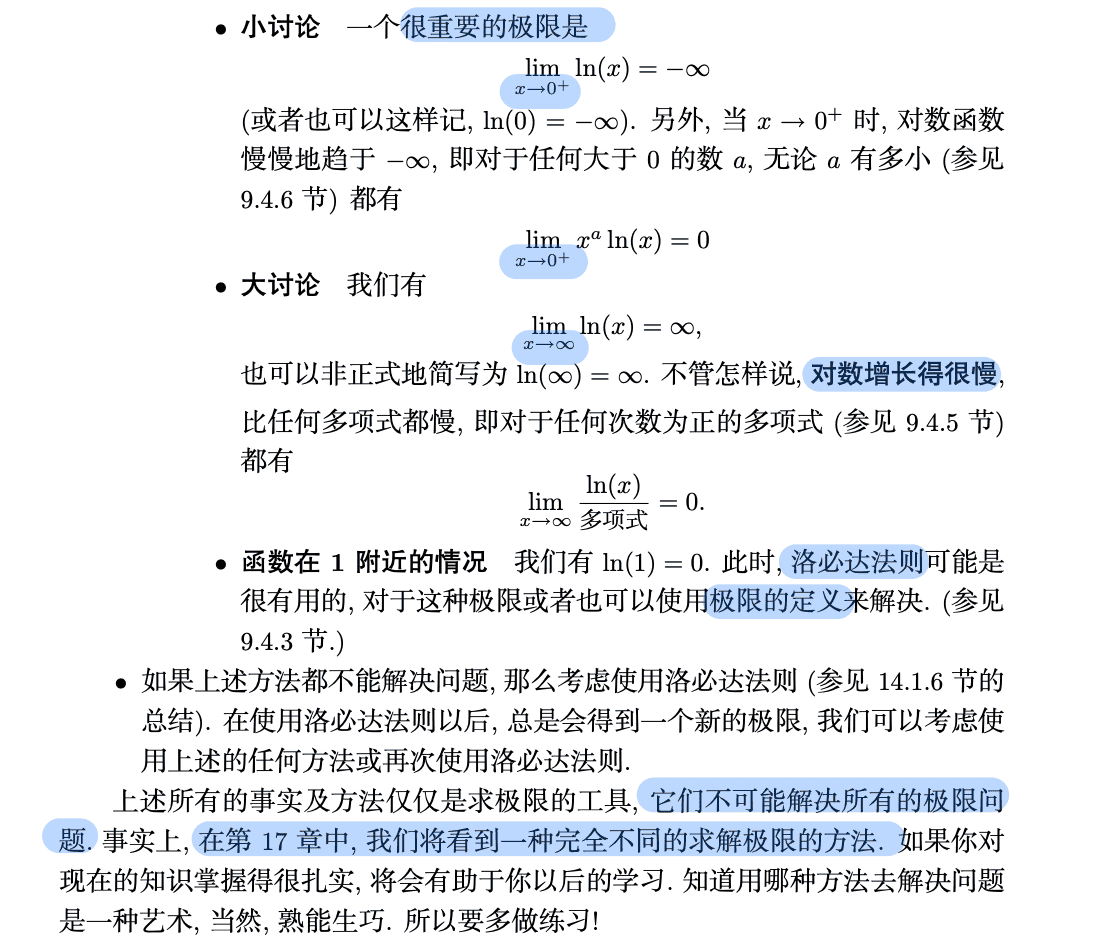 • 小讨论 一个很重要的极限是
lim ln(x) = −∞
x→0⁺
(或者也可以这样记, ln(0) = −∞). 另外, 当 x → 0⁺ 时, 对数函数
慢慢地趋于 −∞, 即对于任何大于 0 的数 a, 无论 a 有多小 (参见
9.4.6 节) 都有
lim xᵃ ln(x) = 0
x→0⁺
• 大讨论 我们有
lim ln(x) = ∞,
x→∞
也可以非正式地简写为 ln(∞) = ∞. 不管怎样说, 对数增长得很慢,
比任何多项式都慢, 即对于任何次数为正的多项式 (参见 9.4.5 节)
都有
lim ln(x)/多项式 = 0.
x→∞
• 函数在 1 附近的情况 我们有 ln(1) = 0. 此时, 洛必达法则可能是
很有用的, 对于这种极限或者也可以使用极限的定义来解决. (参见
9.4.3 节.)
• 如果上述方法都不能解决问题, 那么考虑使用洛必达法则 (参见 14.1.6 节的
总结). 在使用洛必达法则以后, 总是会得到一个新的极限, 我们可以考虑使
用上述的任何方法或再次使用洛必达法则.
上述所有的事实及方法仅仅是求极限的工具, 它们不可能解决所有的极限问
题. 事实上, 在第 17 章中, 我们将看到一种完全不同的求解极限的方法. 如果你对
现在的知识掌握得很扎实, 将会有助于你以后的学习. 知道用哪种方法去解决问题
是一种艺术, 当然, 熟能生巧. 所以要多做练习!